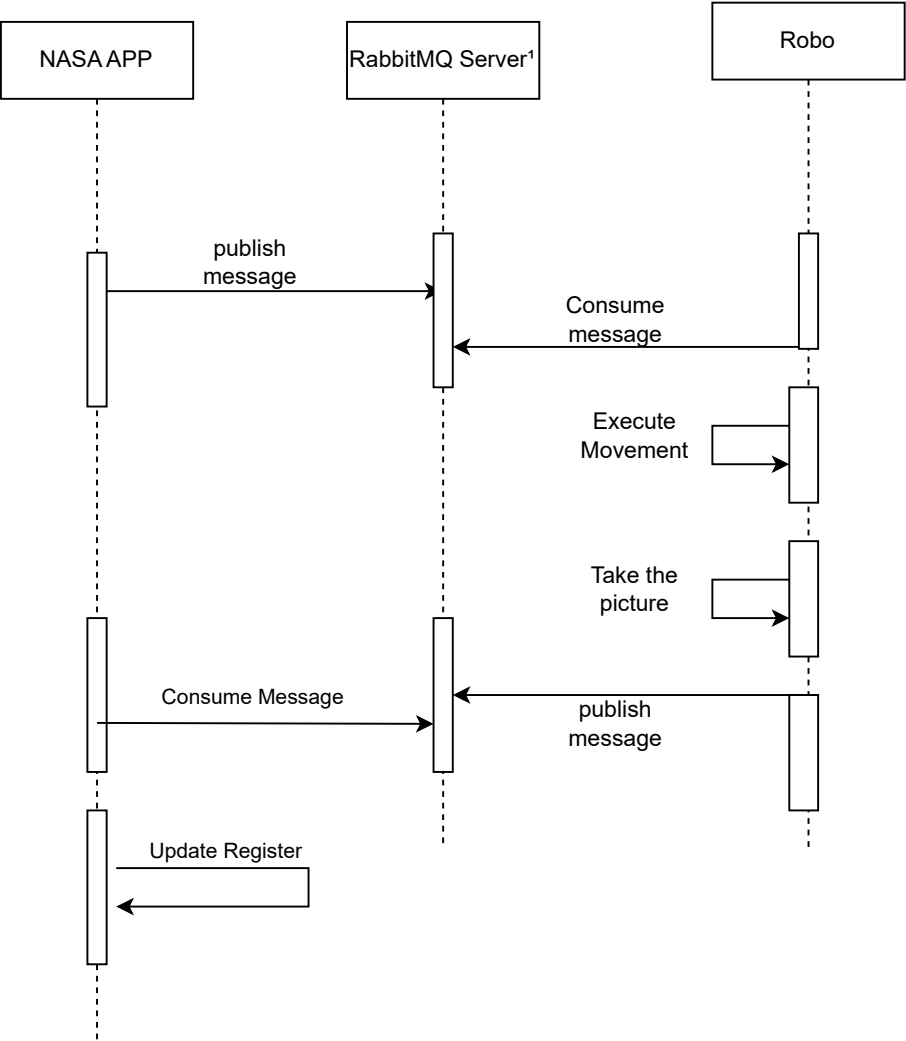 NASA APP
RabbitMQ Server¹
Robo
publish
message
Consume
message
Execute
Movement
Take the
picture
Consume Message
publish
message
Update Register